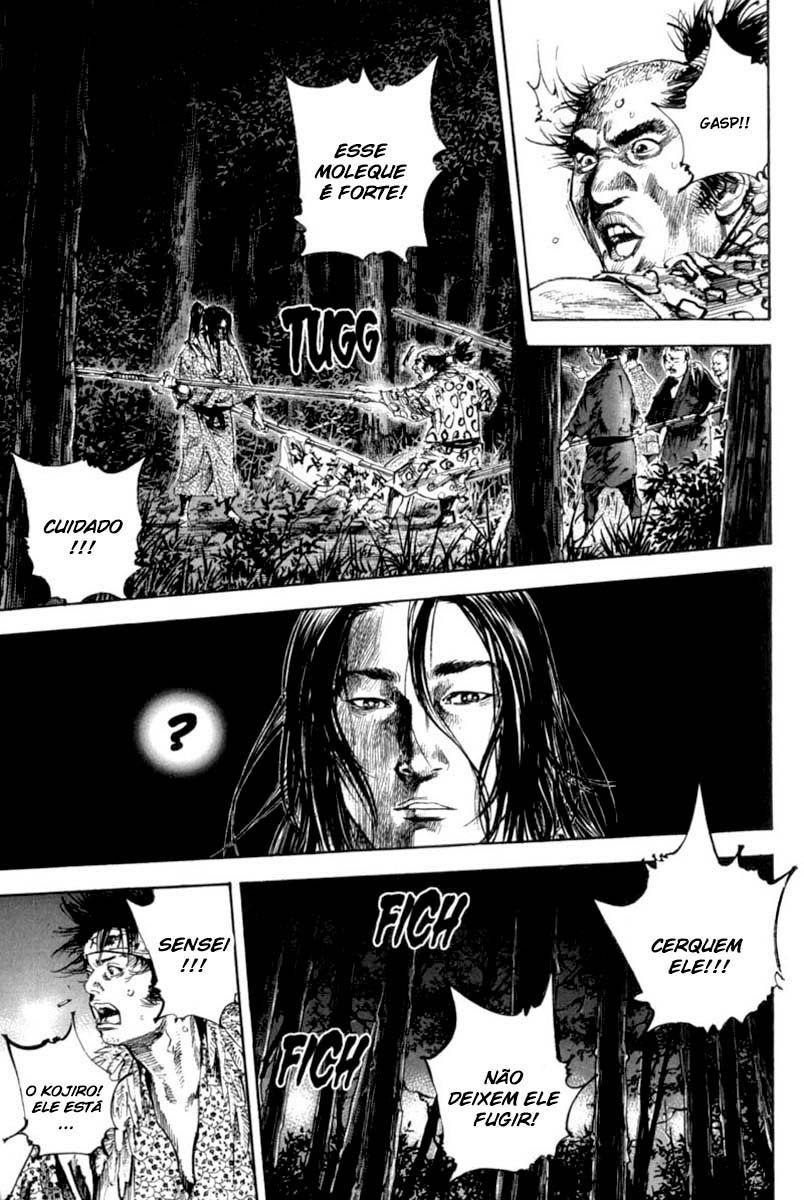 GASP!!
ESSE
MOLEQUE
É FORTE!
TUGG
CUIDADO
!!!
?
CERQUEM
ELE!!!
FICH
NÃO
DEIXEM ELE
FUGIR!
FICH
SENSEI
!!!
O KOJIRO!
ELE ESTÁ
...